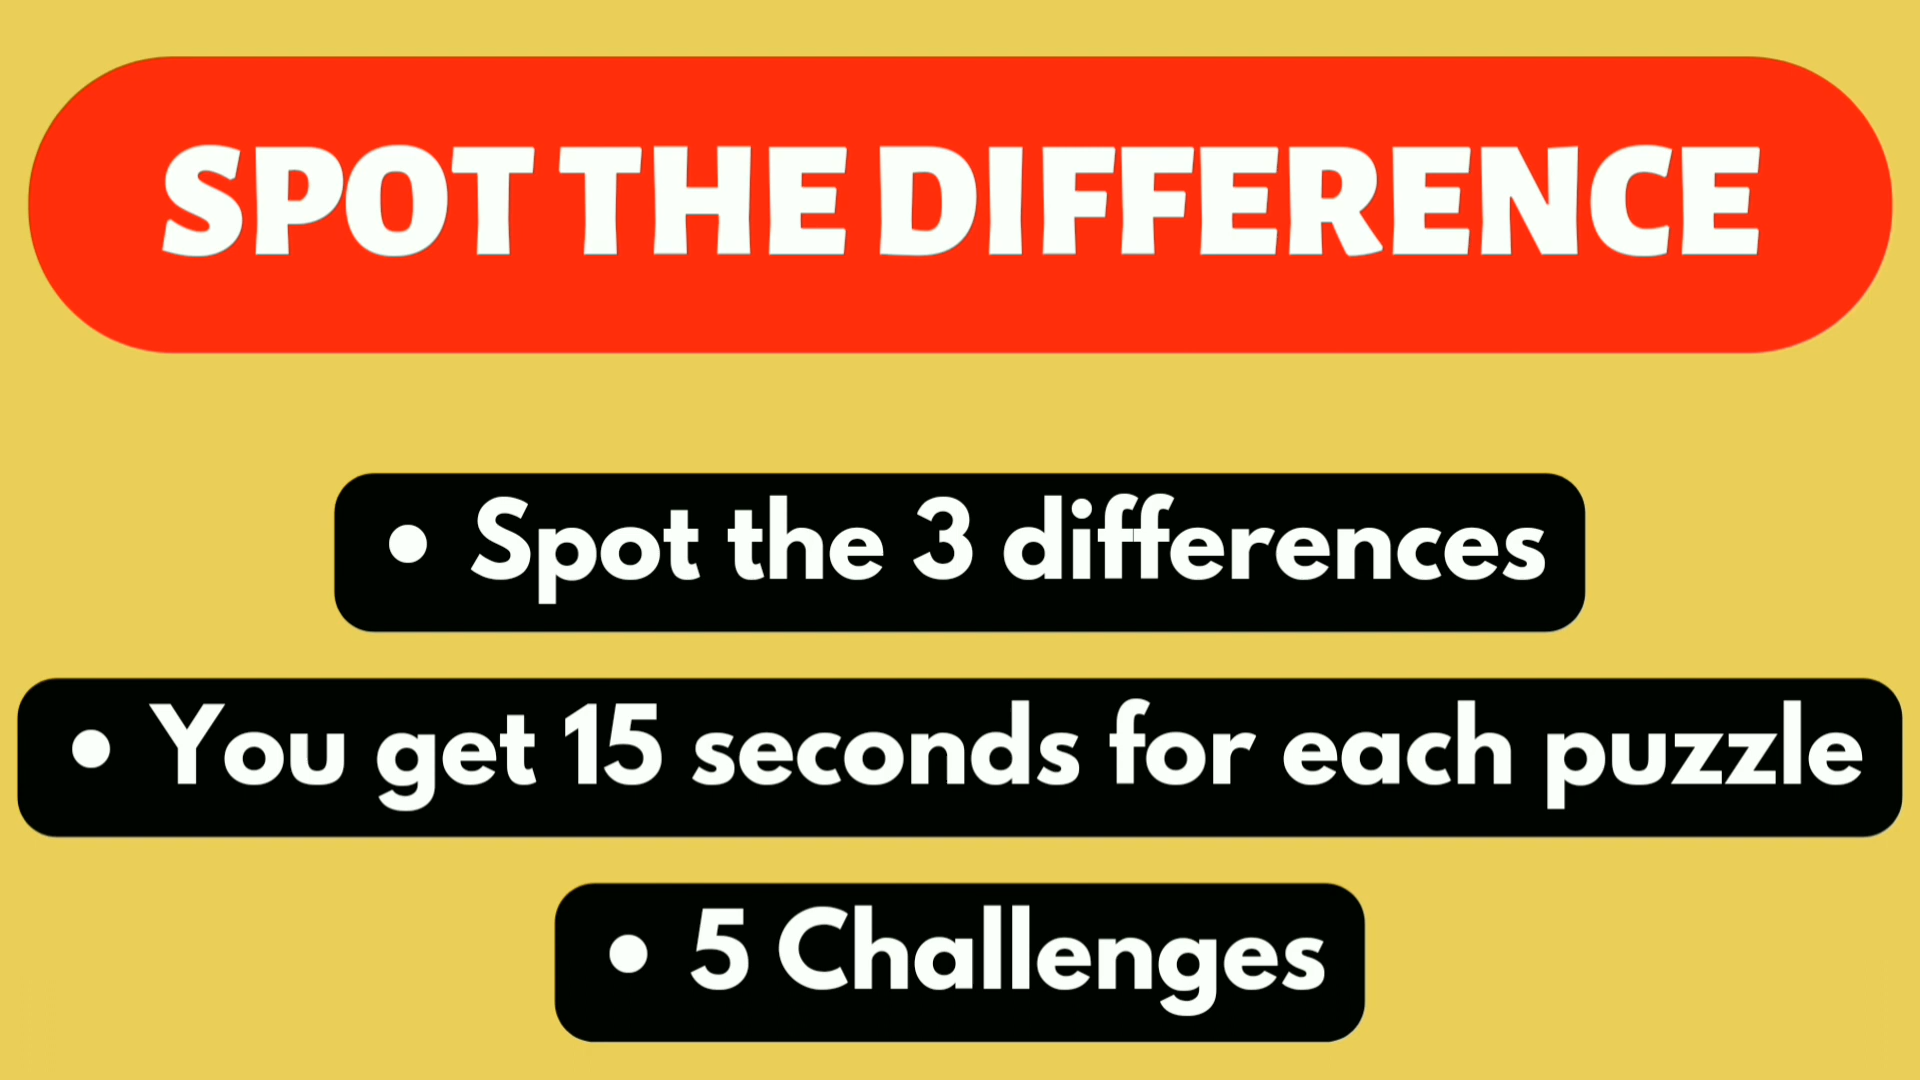 SPOT THE DIFFERENCE
• Spot the 3 differences
• You get 15 seconds for each puzzle
• 5 Challenges